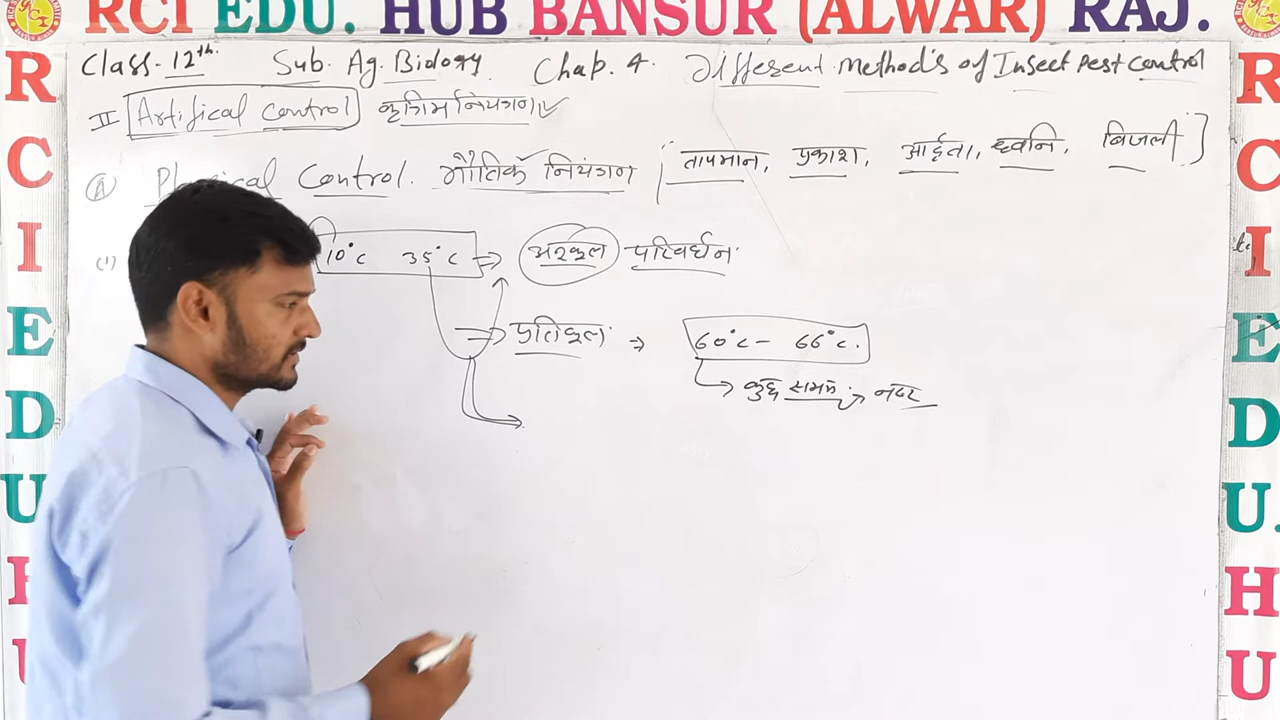 RCI EDU. HUB BANSUR (ALWAR) RAJ.
Class-12th. Sub. Ag. Biology Chap. 4. Different Method's of Insect Pest Control
II Artifical control कृत्रिम नियंत्रण
(A) Physical Control. भौतिक नियंत्रण [तापमान, प्रकाश, आर्द्रता, ध्वनि, बिजली]
(1) 10°c 35°c ⇒ अनुकूल परिवर्धन
प्रतिकूल ⇒ 60°c - 66°c.
कुछ समय नष्ट
R C I E D U
R C I E D U. H U